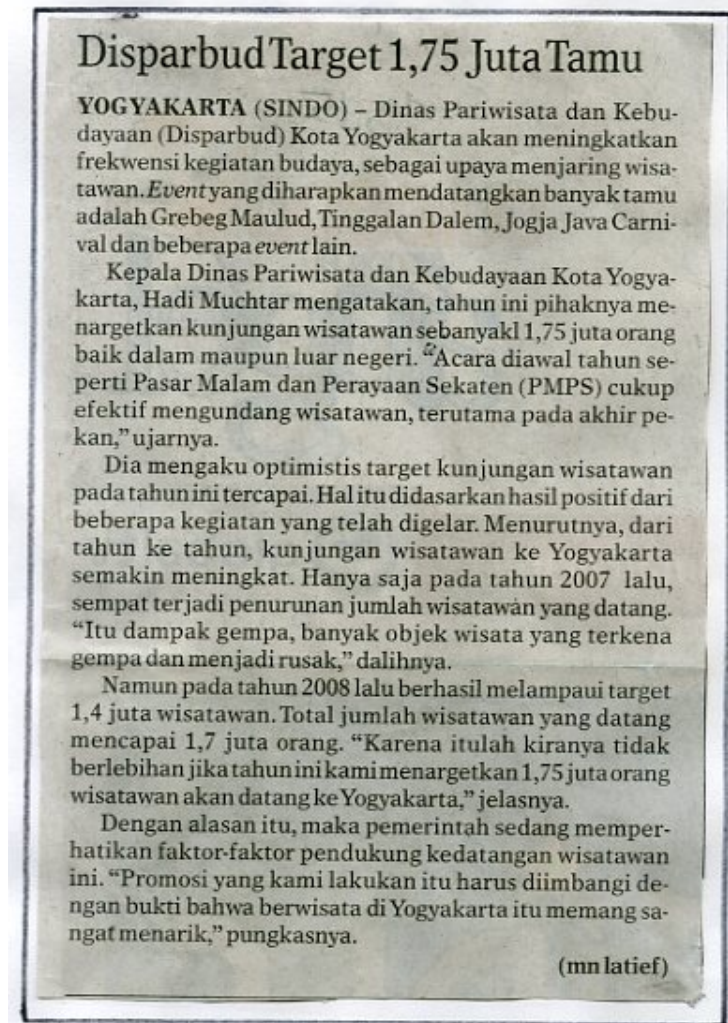 Disparbud Target 1,75 Juta Tamu
YOGYAKARTA (SINDO) – Dinas Pariwisata dan Kebu-
dayaan (Disparbud) Kota Yogyakarta akan meningkatkan
frekwensi kegiatan budaya, sebagai upaya menjaring wisa-
tawan. Event yang diharapkan mendatangkan banyak tamu
adalah Grebeg Maulud, Tinggalan Dalem, Jogja Java Carni-
val dan beberapa event lain.
Kepala Dinas Pariwisata dan Kebudayaan Kota Yogya-
karta, Hadi Muchtar mengatakan, tahun ini pihaknya me-
nargetkan kunjungan wisatawan sebanyakl 1,75 juta orang
baik dalam maupun luar negeri. “Acara diawal tahun se-
perti Pasar Malam dan Perayaan Sekaten (PMPS) cukup
efektif mengundang wisatawan, terutama pada akhir pe-
kan,” ujarnya.
Dia mengaku optimistis target kunjungan wisatawan
pada tahun ini tercapai. Hal itu didasarkan hasil positif dari
beberapa kegiatan yang telah digelar. Menurutnya, dari
tahun ke tahun, kunjungan wisatawan ke Yogyakarta
semakin meningkat. Hanya saja pada tahun 2007 lalu,
sempat terjadi penurunan jumlah wisatawan yang datang.
“Itu dampak gempa, banyak objek wisata yang terkena
gempa dan menjadi rusak,” dalihnya.
Namun pada tahun 2008 lalu berhasil melampaui target
1,4 juta wisatawan. Total jumlah wisatawan yang datang
mencapai 1,7 juta orang. “Karena itulah kiranya tidak
berlebihan jika tahun ini kami menargetkan 1,75 juta orang
wisatawan akan datang ke Yogyakarta,” jelasnya.
Dengan alasan itu, maka pemerintah sedang memper-
hatikan faktor-faktor pendukung kedatangan wisatawan
ini. “Promosi yang kami lakukan itu harus diimbangi de-
ngan bukti bahwa berwisata di Yogyakarta itu memang sa-
ngat menarik,” pungkasnya.
(mn latief)